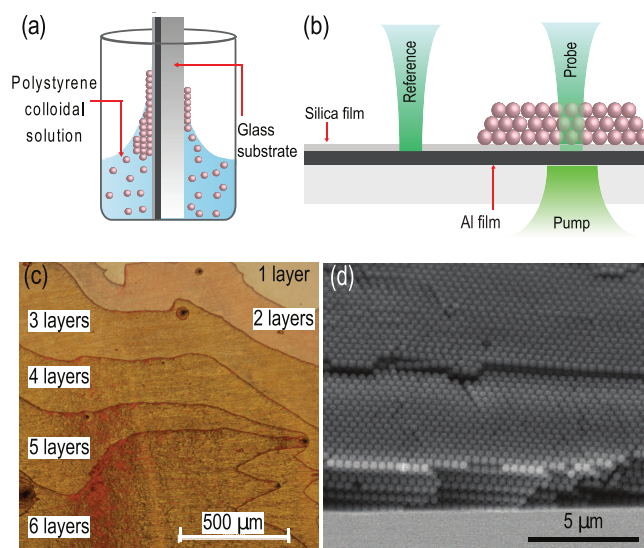 (a)
Polystyrene
colloidal
solution
Glass
substrate
(b)
Reference
Probe
Silica film
Al film
Pump
(c)
1 layer
2 layers
3 layers
4 layers
5 layers
6 layers
500 µm
(d)
5 µm